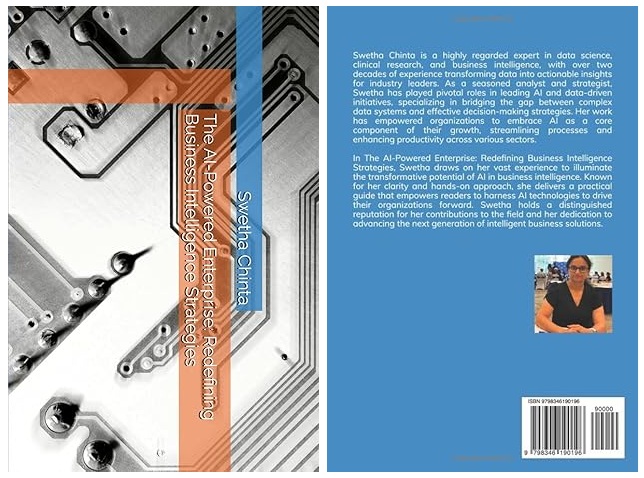 Swetha Chinta
The AI-Powered Enterprise: Redefining
Business Intelligence Strategies
Swetha Chinta is a highly regarded expert in data science,
clinical research, and business intelligence, with over two
decades of experience transforming data into actionable insights
for industry leaders. As a seasoned analyst and strategist,
Swetha has played pivotal roles in leading AI and data-driven
initiatives, specializing in bridging the gap between complex
data systems and effective decision-making strategies. Her work
has empowered organizations to embrace AI as a core
component of their growth, streamlining processes and
enhancing productivity across various sectors.
In The AI-Powered Enterprise: Redefining Business Intelligence
Strategies, Swetha draws on her vast experience to illuminate
the transformative potential of AI in business intelligence. Known
for her clarity and hands-on approach, she delivers a practical
guide that empowers readers to harness AI technologies to drive
their organizations forward. Swetha holds a distinguished
reputation for her contributions to the field and her dedication to
advancing the next generation of intelligent business solutions.
ISBN 9798346190196
90000
9 798346 190196